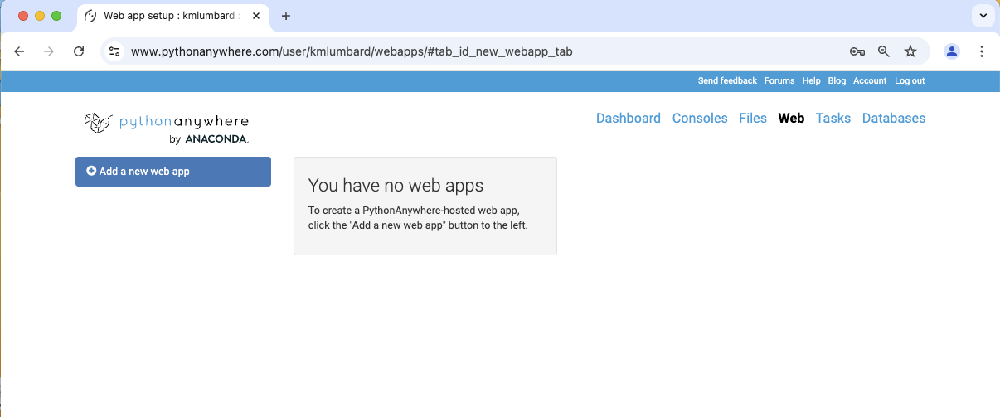 Web app setup : kmlumbard :
www.pythonanywhere.com/user/kmlumbard/webapps/#tab_id_new_webapp_tab
Send feedback Forums Help Blog Account Log out
pythonanywhere
by ANACONDA.
Dashboard Consoles Files Web Tasks Databases
Add a new web app
You have no web apps
To create a PythonAnywhere-hosted web app,
click the "Add a new web app" button to the left.